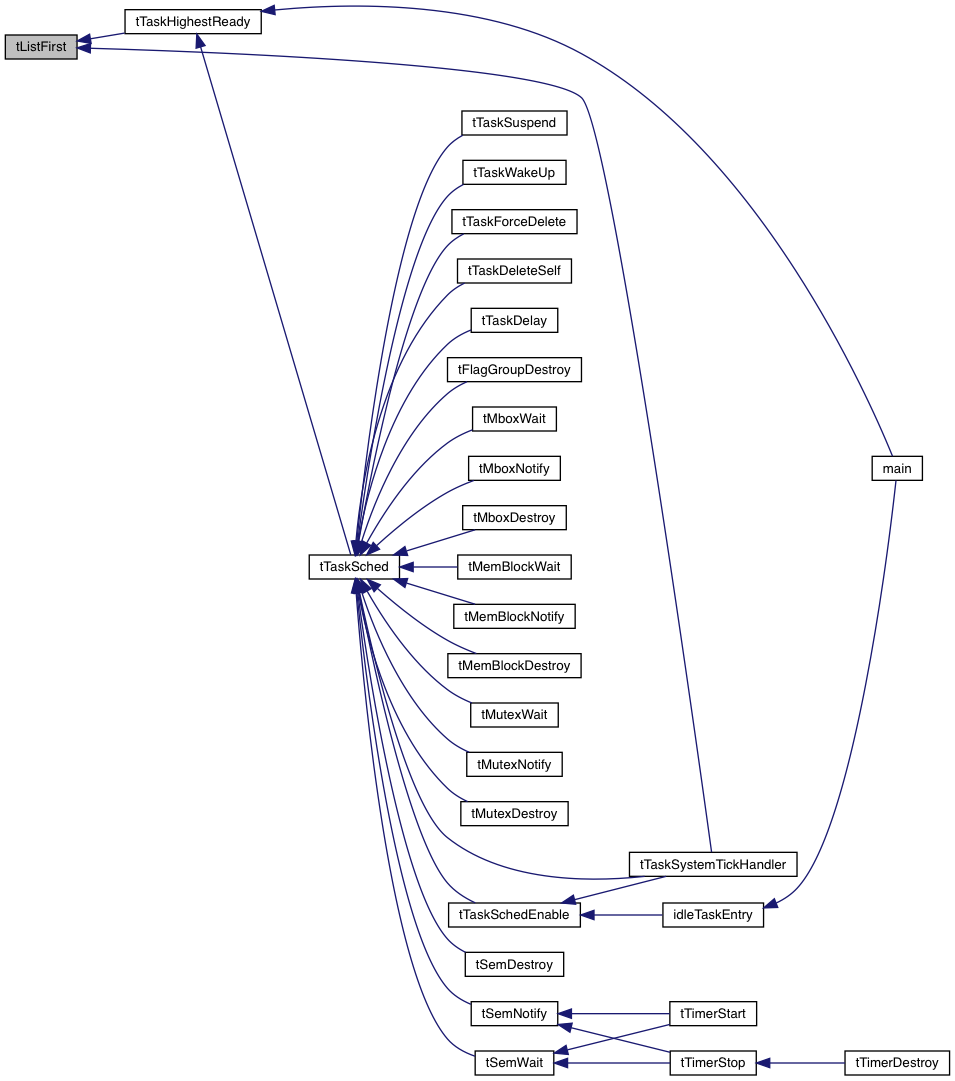 tTaskHighestReady
tListFirst
tTaskSuspend
tTaskWakeUp
tTaskForceDelete
tTaskDeleteSelf
tTaskDelay
tFlagGroupDestroy
tMboxWait
tMboxNotify
main
tMboxDestroy
tTaskSched
tMemBlockWait
tMemBlockNotify
tMemBlockDestroy
tMutexWait
tMutexNotify
tMutexDestroy
tTaskSystemTickHandler
tTaskSchedEnable
idleTaskEntry
tSemDestroy
tSemNotify
tTimerStart
tSemWait
tTimerStop
tTimerDestroy